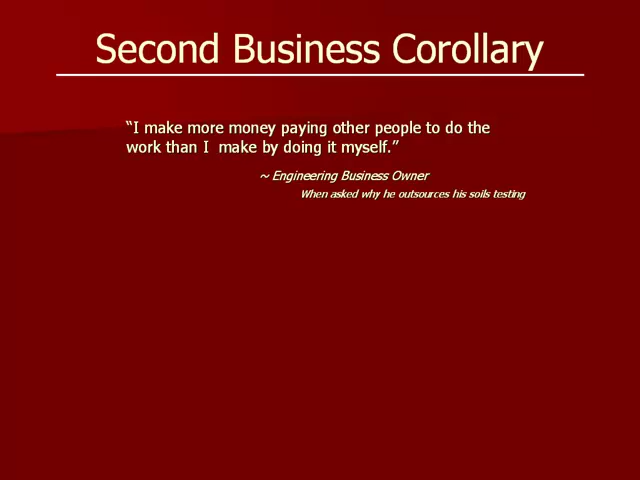 Second Business Corollary
“I make more money paying other people to do the
work than I  make by doing it myself.”
~ Engineering Business Owner
When asked why he outsources his soils testing